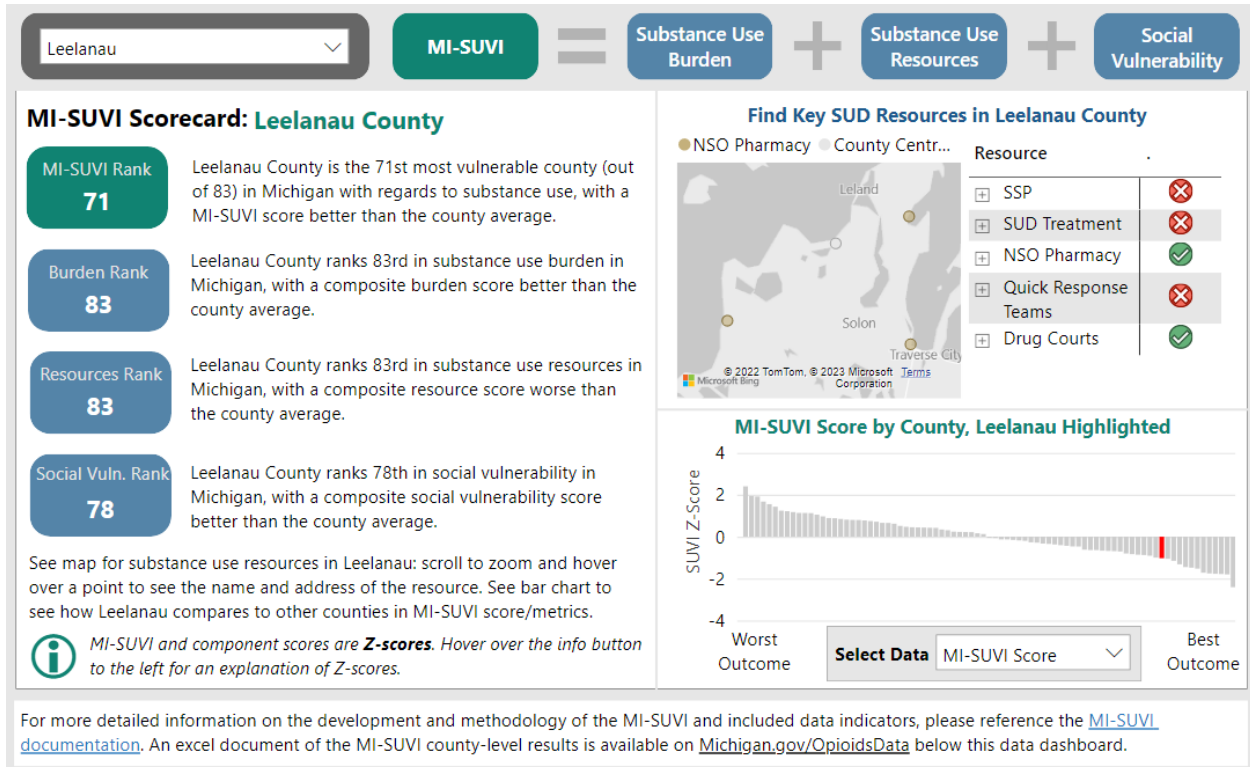 Leelanau
MI-SUVI
Substance Use
Burden
Substance Use
Resources
Social
Vulnerability
MI-SUVI Scorecard: Leelanau County
MI-SUVI Rank
71
Leelanau County is the 71st most vulnerable county (out
of 83) in Michigan with regards to substance use, with a
MI-SUVI score better than the county average.
Burden Rank
83
Leelanau County ranks 83rd in substance use burden in
Michigan, with a composite burden score better than the
county average.
Resources Rank
83
Leelanau County ranks 83rd in substance use resources in
Michigan, with a composite resource score worse than
the county average.
Social Vuln. Rank
78
Leelanau County ranks 78th in social vulnerability in
Michigan, with a composite social vulnerability score
better than the county average.
See map for substance use resources in Leelanau: scroll to zoom and hover
over a point to see the name and address of the resource. See bar chart to
see how Leelanau compares to other counties in MI-SUVI score/metrics.
MI-SUVI and component scores are Z-scores. Hover over the info button
to the left for an explanation of Z-scores.
Find Key SUD Resources in Leelanau County
NSO Pharmacy County Centr...
Leland
Solon
Traverse City
© 2022 TomTom, © 2023 Microsoft Terms
Corporation
Microsoft Bing
Resource .
SSP
SUD Treatment
NSO Pharmacy
Quick Response
Teams
Drug Courts
MI-SUVI Score by County, Leelanau Highlighted
SUVI Z-Score
4
2
0
-2
-4
Worst
Outcome
Select Data MI-SUVI Score
Best
Outcome
For more detailed information on the development and methodology of the MI-SUVI and included data indicators, please reference the MI-SUVI
documentation. An excel document of the MI-SUVI county-level results is available on Michigan.gov/OpioidsData below this data dashboard.